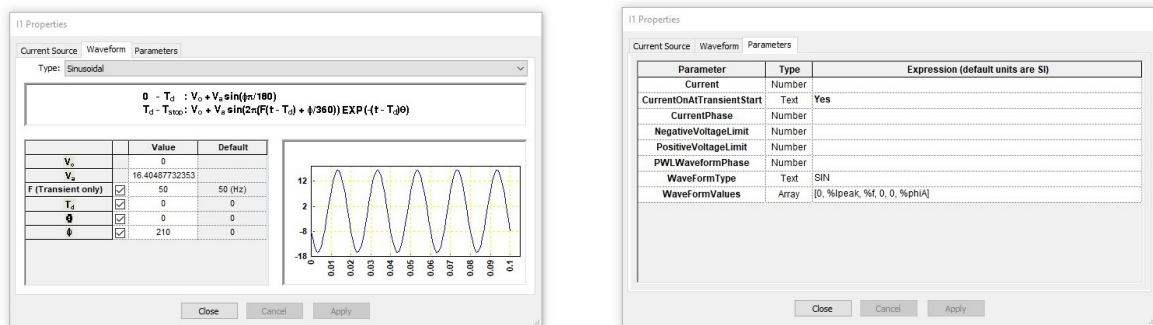 I1 Properties
Current Source Waveform Parameters
Type: Sinusoidal
0 - Td : Vo + Va sin(ϕπ/180)
Td - Tstop: Vo + Va sin(2π(F(t - Td) + ϕ/360)) EXP(-(t - Td)θ)
Value Default
Vo 0
Va 16.40487732353
F (Transient only) 50 50 (Hz)
Td 0 0
θ 0 0
ϕ 210 0
12
2
-8
-18
0 0.01 0.02 0.03 0.04 0.05 0.06 0.07 0.08 0.09 0.1
Close Cancel Apply
I1 Properties
Current Source Waveform Parameters
Parameter Type Expression (default units are SI)
Current Number
CurrentOnAtTransientStart Text Yes
CurrentPhase Number
NegativeVoltageLimit Number
PositiveVoltageLimit Number
PWLWaveformPhase Number
WaveFormType Text SIN
WaveFormValues Array [0, %Ipeak, %f, 0, 0, %phiA]
Close Cancel Apply